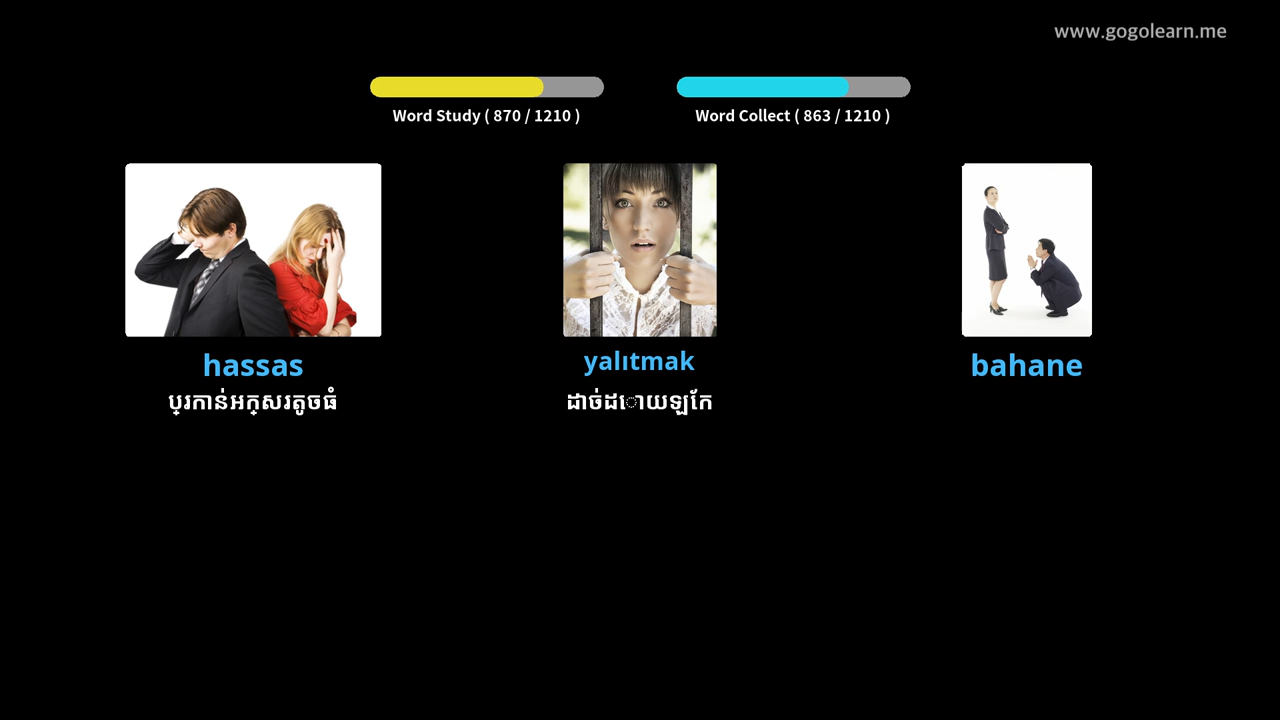 www.gogolearn.me
Word Study ( 870 / 1210 )
Word Collect ( 863 / 1210 )
hassas
yalıtmak
bahane
ប្រកាន់អក្សរតូចធំ
ដាច់ដោយឡែក